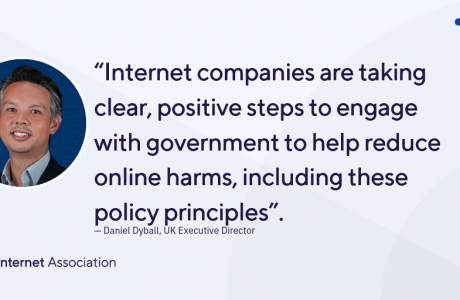 “Internet companies are taking
clear, positive steps to engage
with government to help reduce
online harms, including these
policy principles”.
— Daniel Dyball, UK Executive Director
nternet Association